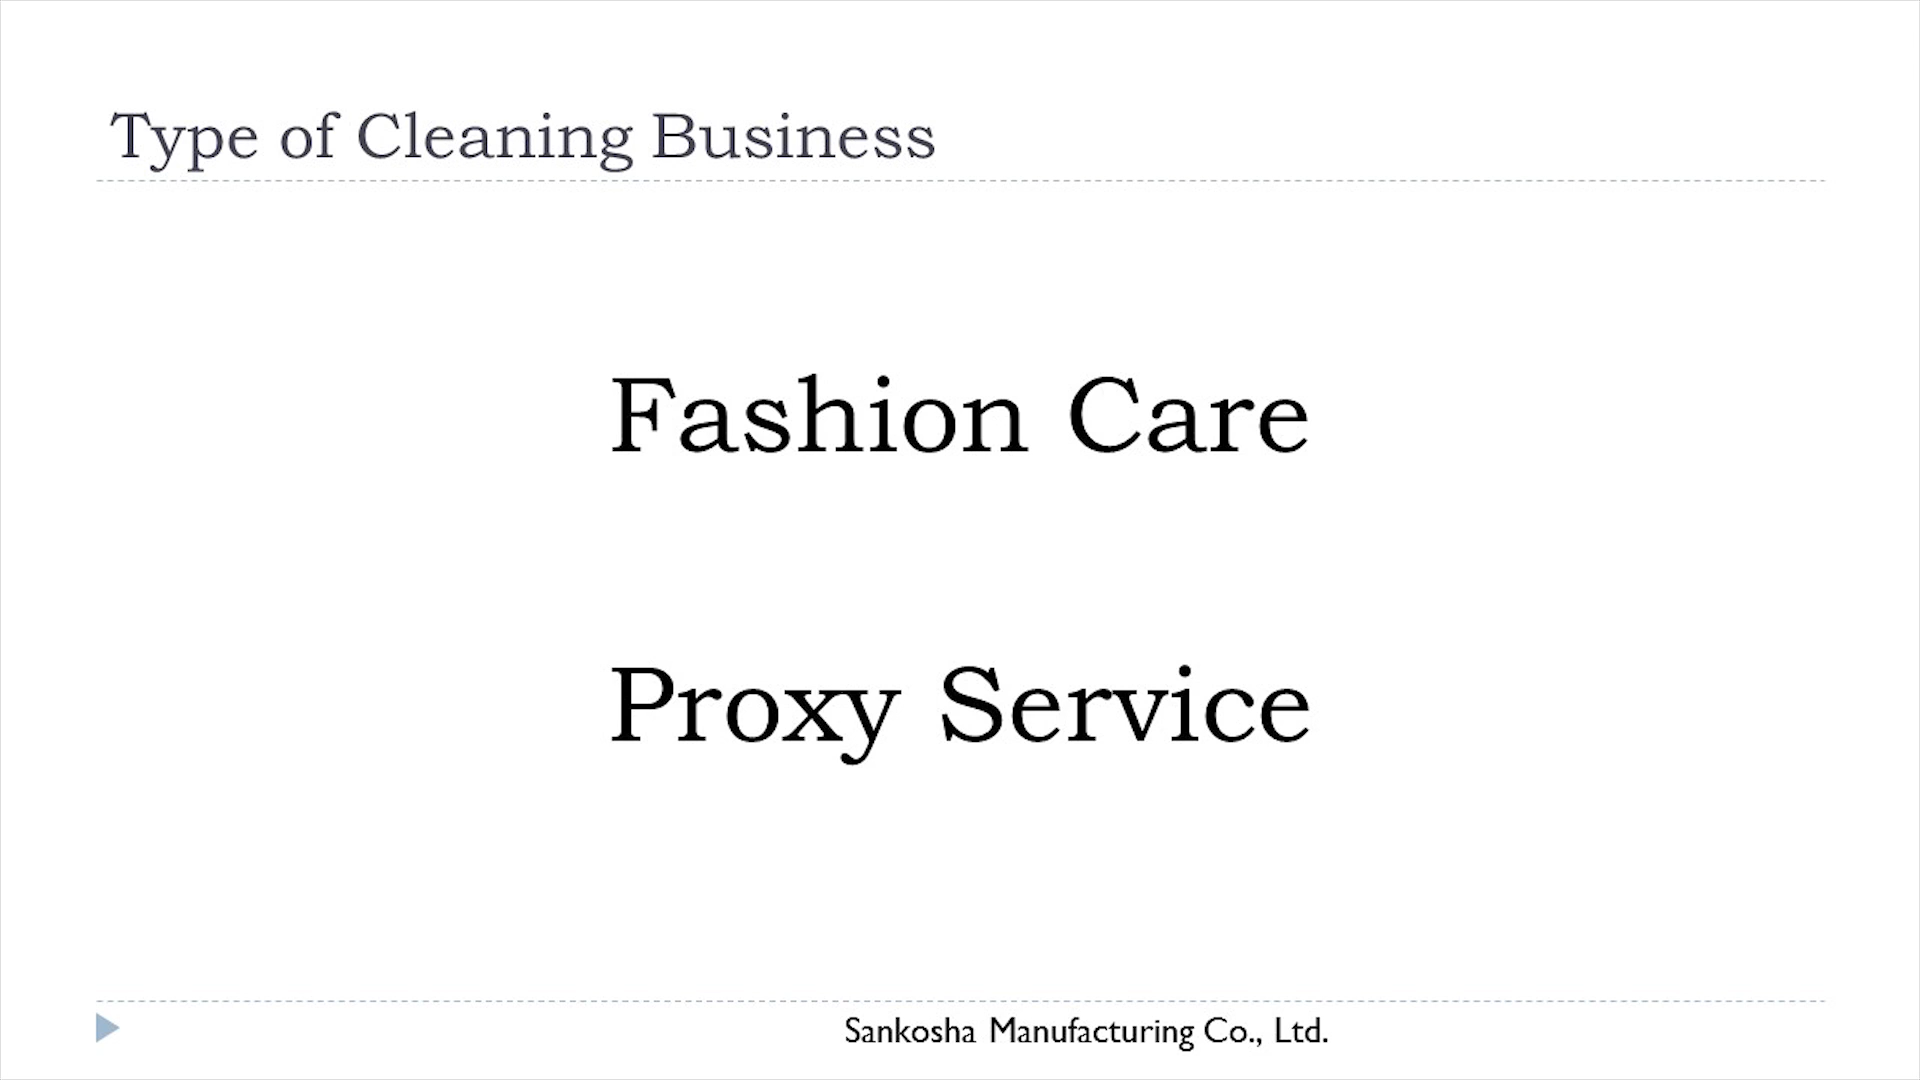 Type of Cleaning Business
Fashion Care
Proxy Service
Sankosha Manufacturing Co., Ltd.